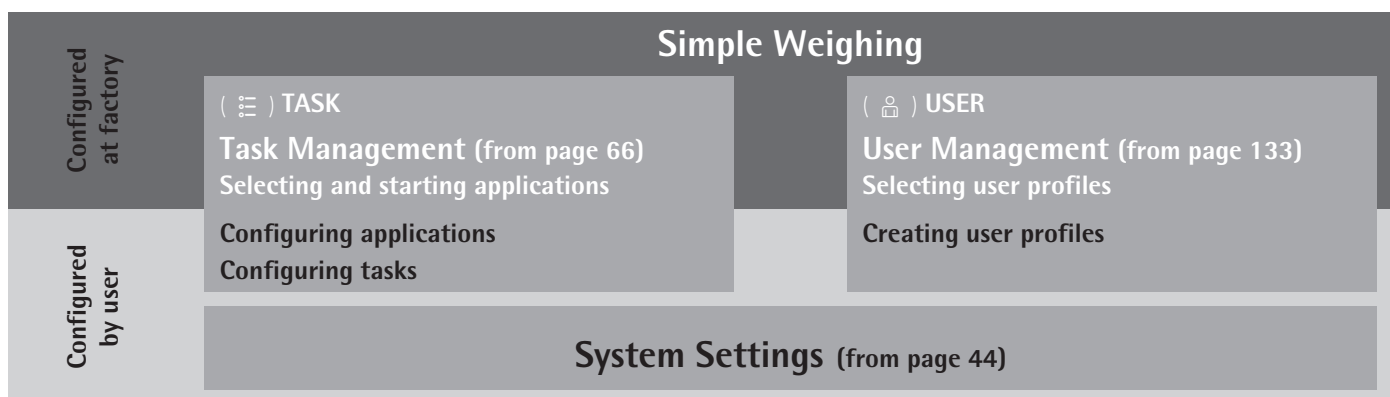 Configured
at factory
Simple Weighing
( ) TASK
Task Management (from page 66)
Selecting and starting applications
Configuring applications
Configuring tasks
( ) USER
User Management (from page 133)
Selecting user profiles
Creating user profiles
Configured
by user
System Settings (from page 44)